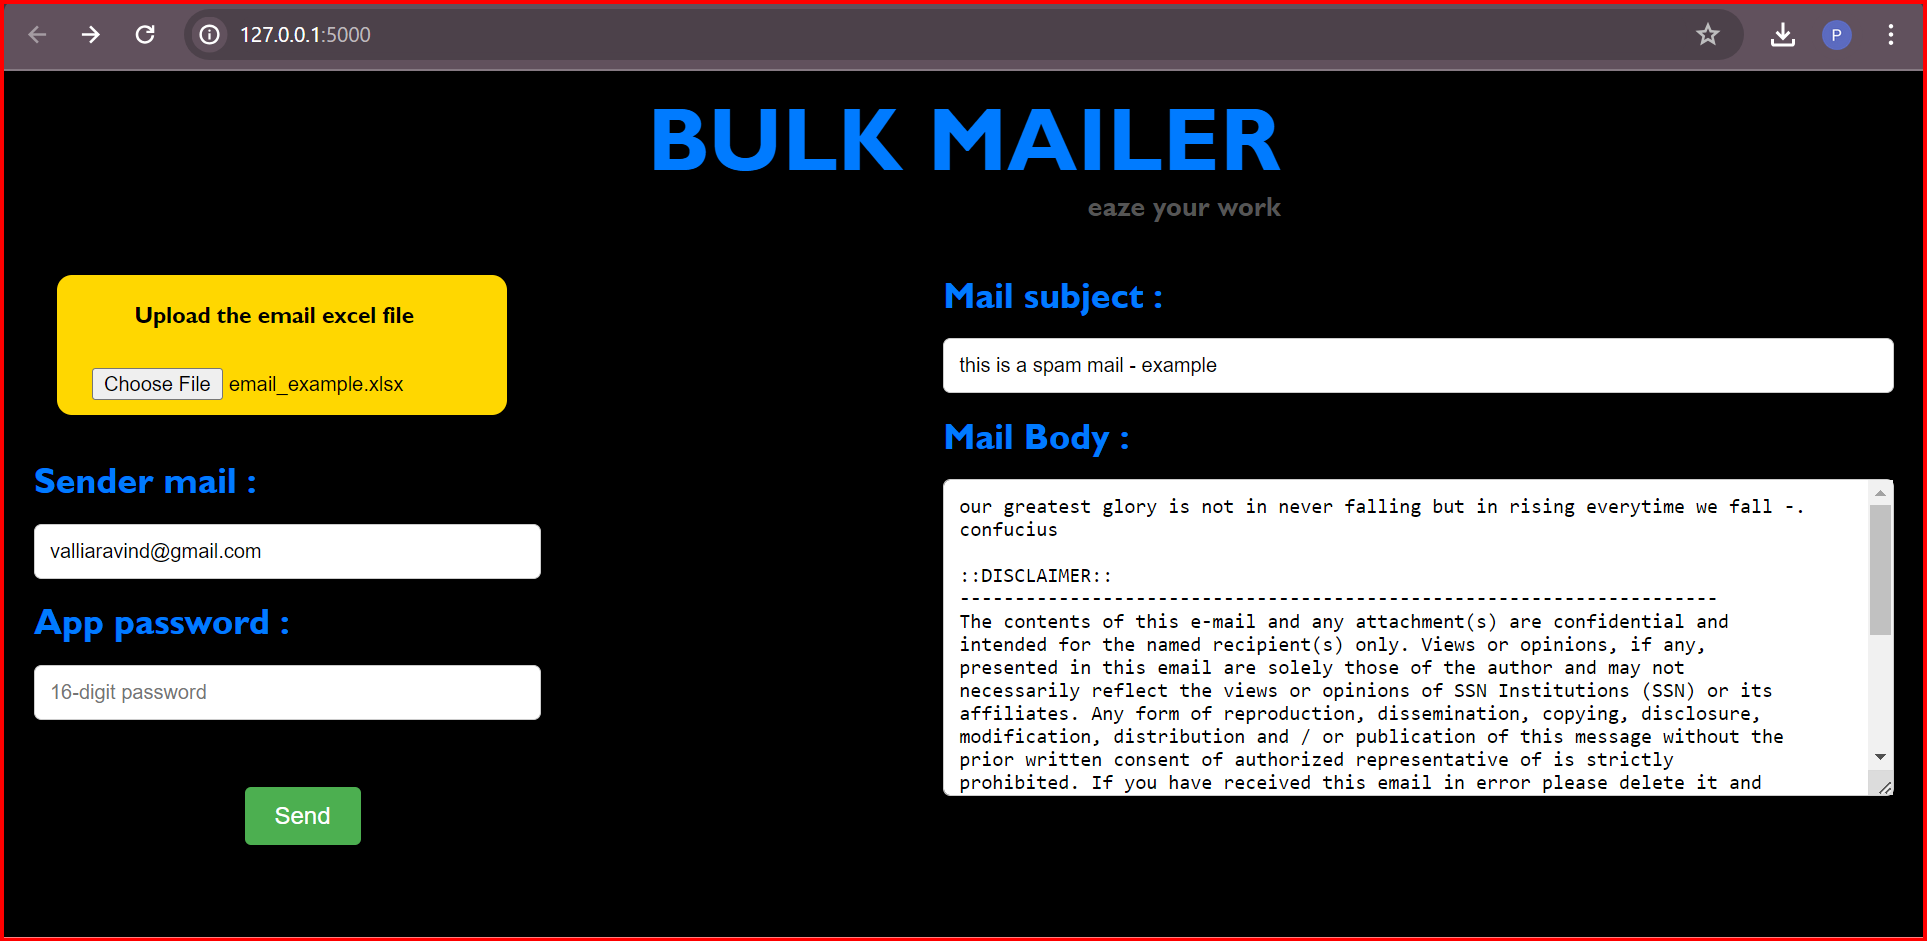 127.0.0.1:5000
P
BULK MAILER
eaze your work
Upload the email excel file
Choose File email_example.xlsx
Sender mail :
valliaravind@gmail.com
App password :
16-digit password
Send
Mail subject :
this is a spam mail - example
Mail Body :
our greatest glory is not in never falling but in rising everytime we fall -.
confucius
::DISCLAIMER::
---------------------------------------------------------------------
The contents of this e-mail and any attachment(s) are confidential and
intended for the named recipient(s) only. Views or opinions, if any,
presented in this email are solely those of the author and may not
necessarily reflect the views or opinions of SSN Institutions (SSN) or its
affiliates. Any form of reproduction, dissemination, copying, disclosure,
modification, distribution and / or publication of this message without the
prior written consent of authorized representative of is strictly
prohibited. If you have received this email in error please delete it and